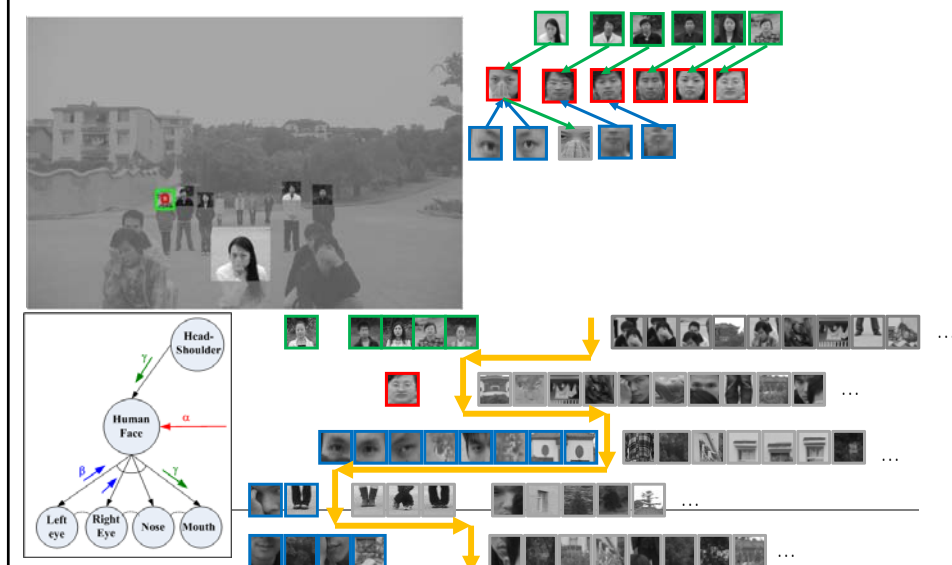 ...
Head-
Shoulder
γ
Human
Face
α
...
β
γ
...
Left
eye
Right
Eye
Nose
Mouth
...
...